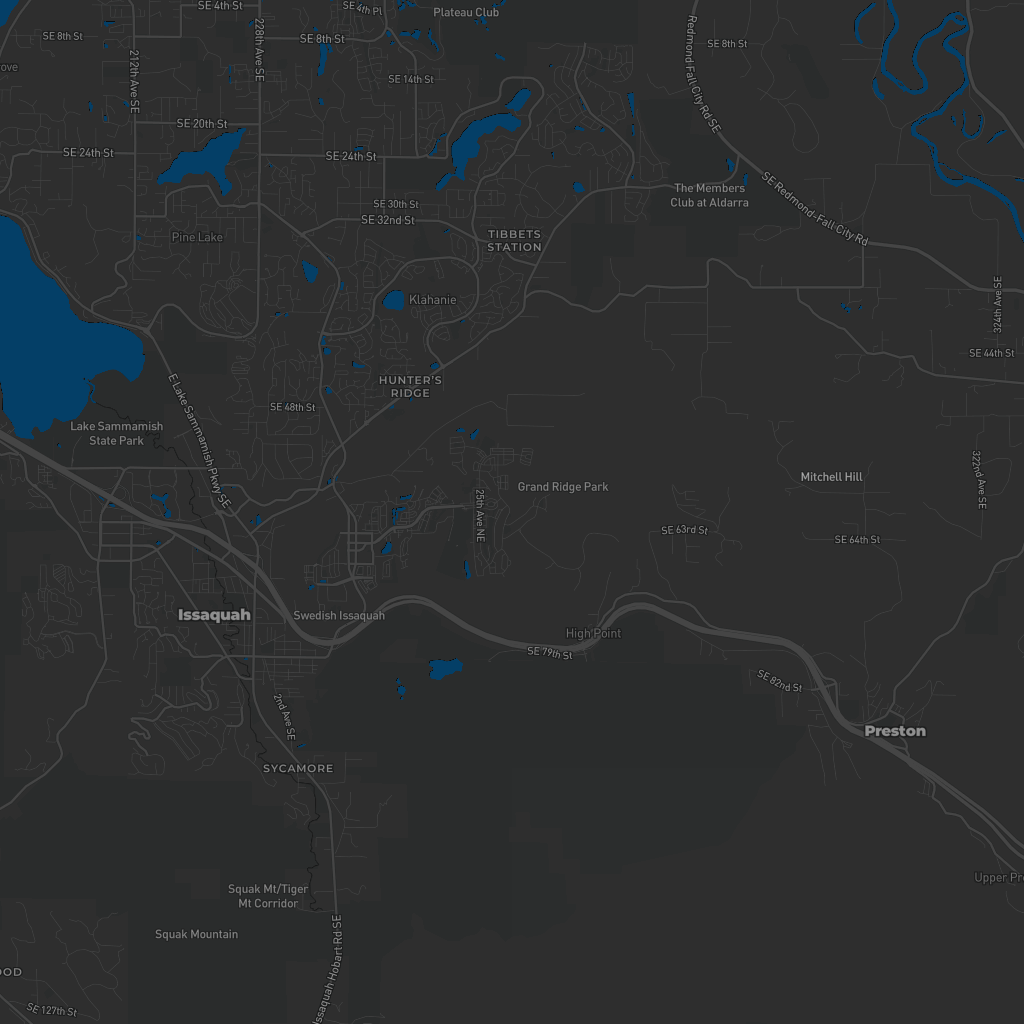 SE 4th St
SE 4th Pl
Plateau Club
SE 8th St
SE 8th St
SE 8th St
228th Ave SE
212th Ave SE
Redmond-Fall City Rd SE
SE 14th St
SE 20th St
SE 24th St
SE 24th St
The Members
Club at Aldarra
SE Redmond-Fall City Rd
SE 30th St
SE 32nd St
Pine Lake
TIBBETS
STATION
Klahanie
324th Ave SE
SE 44th St
HUNTER'S
RIDGE
E Lake Sammamish Pkwy SE
SE 48th St
Lake Sammamish
State Park
25th Ave NE
Grand Ridge Park
Mitchell Hill
322nd Ave SE
SE 63rd St
SE 64th St
Issaquah
Swedish Issaquah
High Point
SE 79th St
SE 82nd St
2nd Ave SE
Preston
SYCAMORE
Upper Pre
Squak Mt/Tiger
Mt Corridor
Squak Mountain
Issaquah-Hobart Rd SE
OOD
SE 127th St